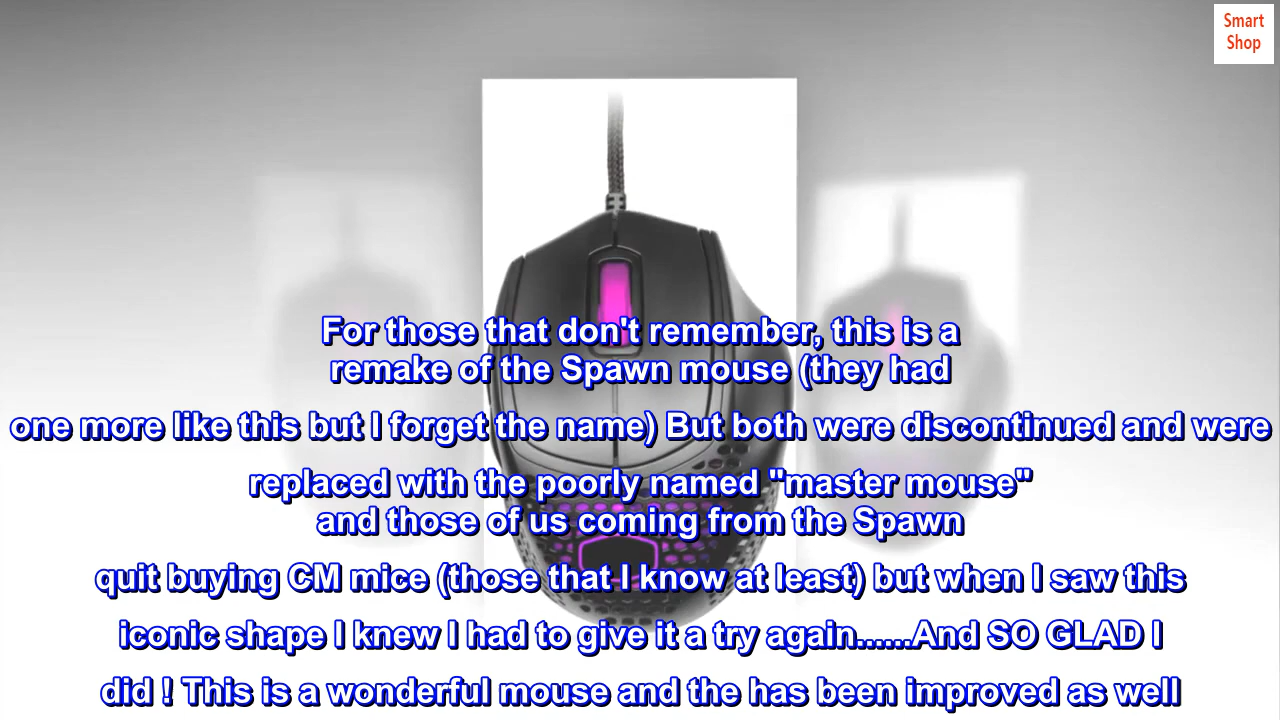 Smart
Shop
For those that don't remember, this is a
remake of the Spawn mouse (they had
one more like this but I forget the name) But both were discontinued and were
replaced with the poorly named "master mouse"
and those of us coming from the Spawn
quit buying CM mice (those that I know at least) but when I saw this
iconic shape I knew I had to give it a try again......And SO GLAD I
did ! This is a wonderful mouse and the has been improved as well